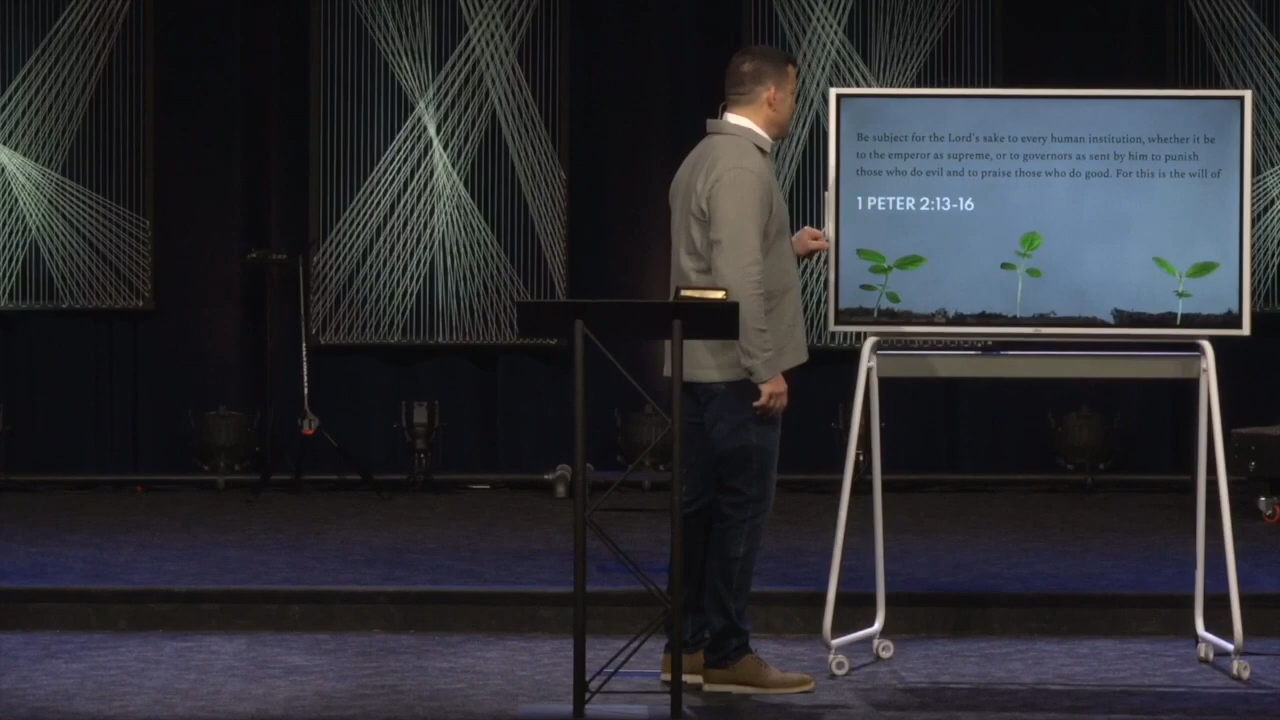 Be subject for the Lord's sake to every human institution, whether it be
to the emperor as supreme, or to governors as sent by him to punish
those who do evil and to praise those who do good. For this is the will of
1 PETER 2:13-16